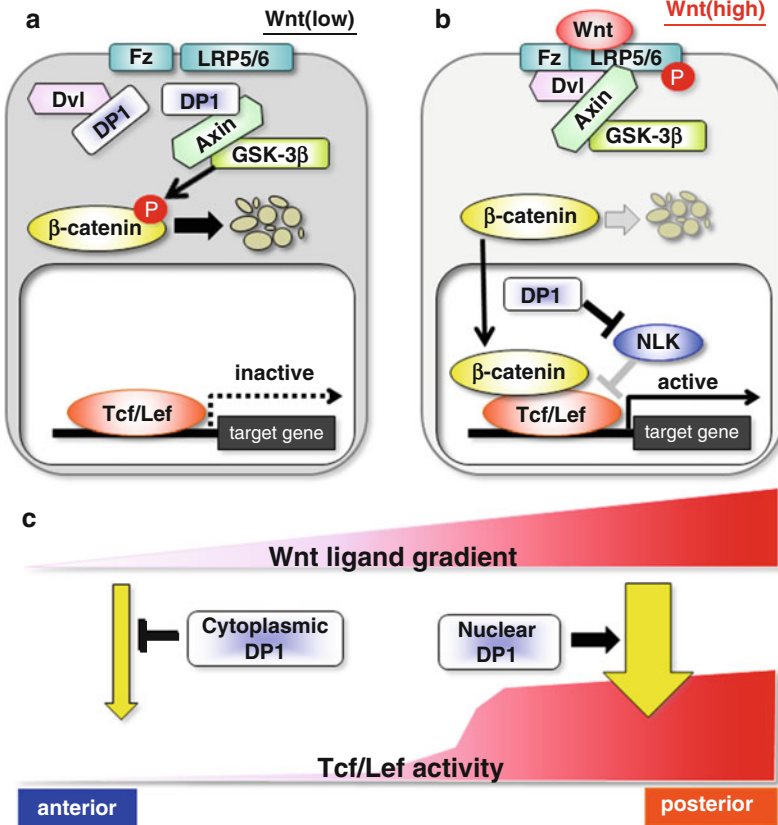 a
Wnt(low)
Fz
LRP5/6
Dvl
DP1
DP1
Axin
GSK-3β
P
β-catenin
inactive
Tcf/Lef
target gene
b
Wnt(high)
Wnt
Fz
LRP5/6
P
Dvl
Axin
GSK-3β
β-catenin
DP1
NLK
β-catenin
active
Tcf/Lef
target gene
c
Wnt ligand gradient
Cytoplasmic
DP1
Nuclear
DP1
Tcf/Lef activity
anterior
posterior